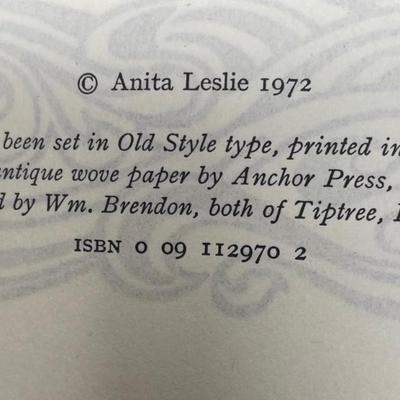 © Anita Leslie 1972
been set in Old Style type, printed in
antique wove paper by Anchor Press,
by Wm. Brendon, both of Tiptree,
ISBN 0 09 112970 2